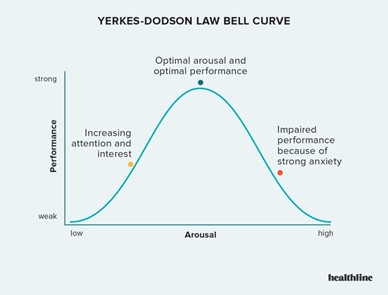 YERKES-DODSON LAW BELL CURVE
Optimal arousal and
optimal performance
strong
Increasing
attention and
interest
Impaired
performance
because of
strong anxiety
Performance
weak
low
Arousal
high
healthline